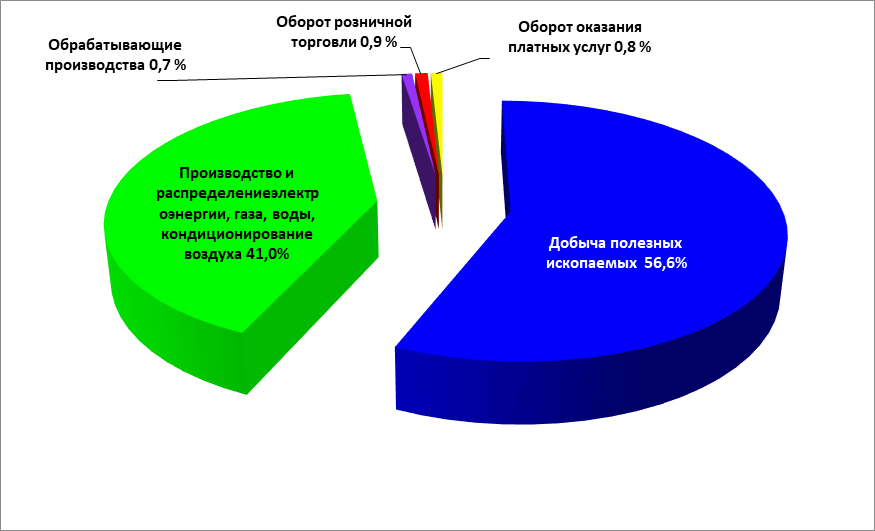 Обрабатывающие
производства 0,7 %
Оборот розничной
торговли 0,9 %
Оборот оказания
платных услуг 0,8 %
Производство и
распределениеэлектр
оэнергии, газа, воды,
кондиционирование
воздуха 41,0%
Добыча полезных
ископаемых 56,6%